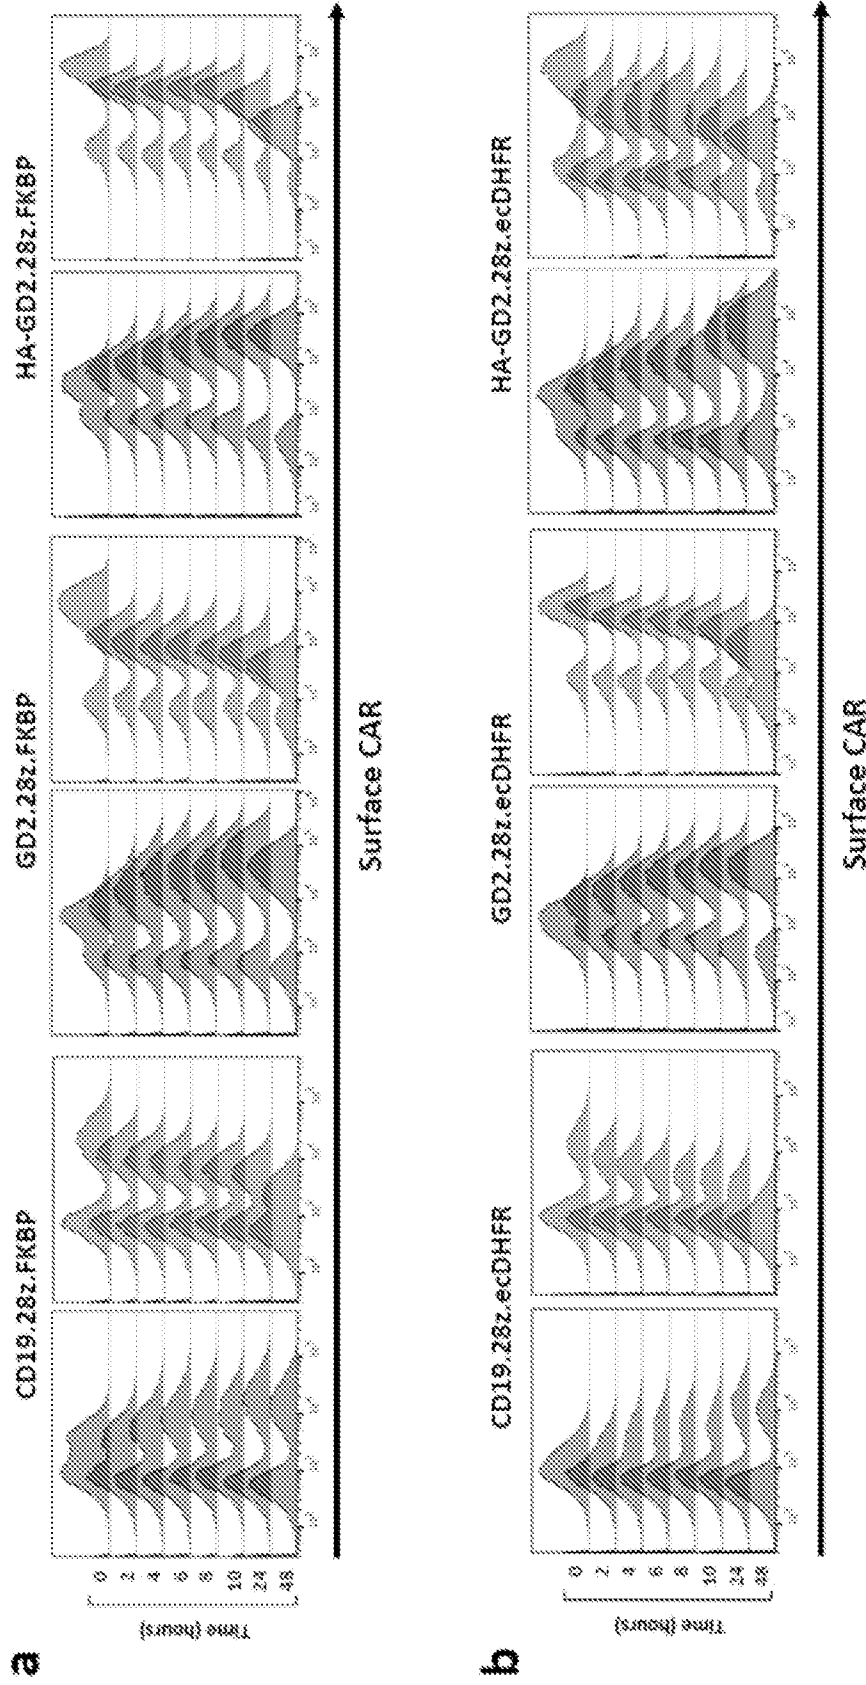 a
CD19.28z.FKBP
GD2.28z.FKBP
HA-GD2.28z.FKBP
Time (hours)
0
2
4
6
8
10
24
48
Surface CAR
b
CD19.28z.ecDHFR
GD2.28z.ecDHFR
HA-GD2.28z.ecDHFR
Time (hours)
0
2
4
6
8
10
24
48
Surface CAR